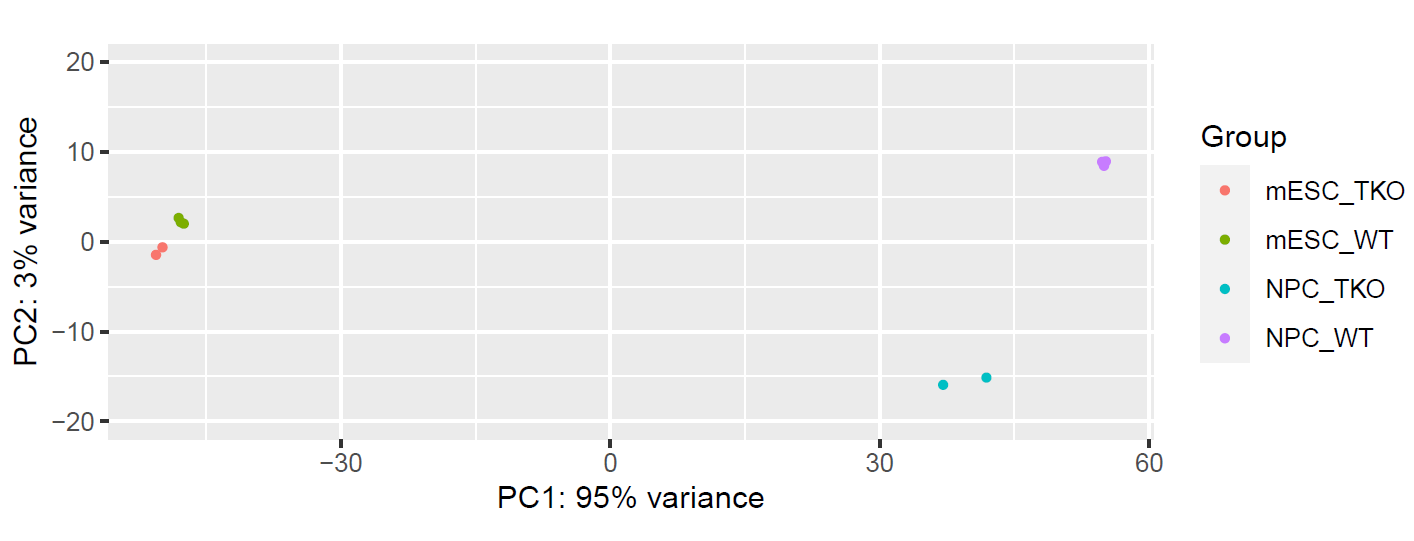 20
10
0
−10
−20
PC2: 3% variance
−30
0
30
60
PC1: 95% variance
Group
mESC_TKO
mESC_WT
NPC_TKO
NPC_WT